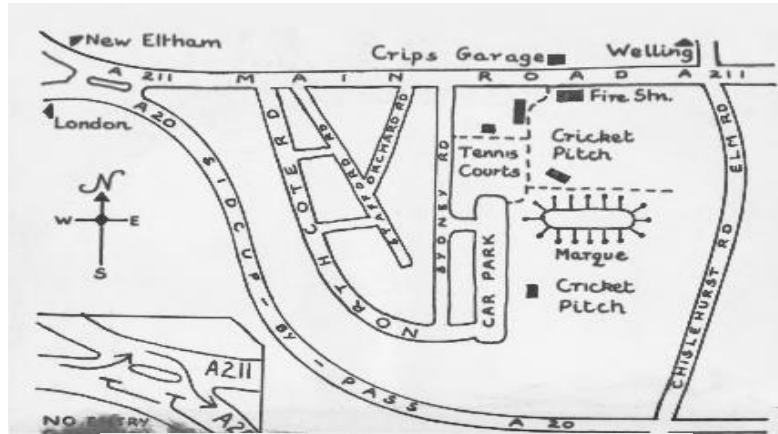 New Eltham
Crips Garage
Welling
A 211 MAIN ROAD A 211
Fire Stn.
London
A20 SIDCUP - BY - PASS A 20
NORTH COTE RD
STAFFORD RD
ORCHARD RD
SYDNEY RD
Tennis
Courts
Cricket
Pitch
ELM RD
N
W E
S
CAR PARK
Marque
Cricket
Pitch
CHISLEHURST RD
A211
NO ENTRY